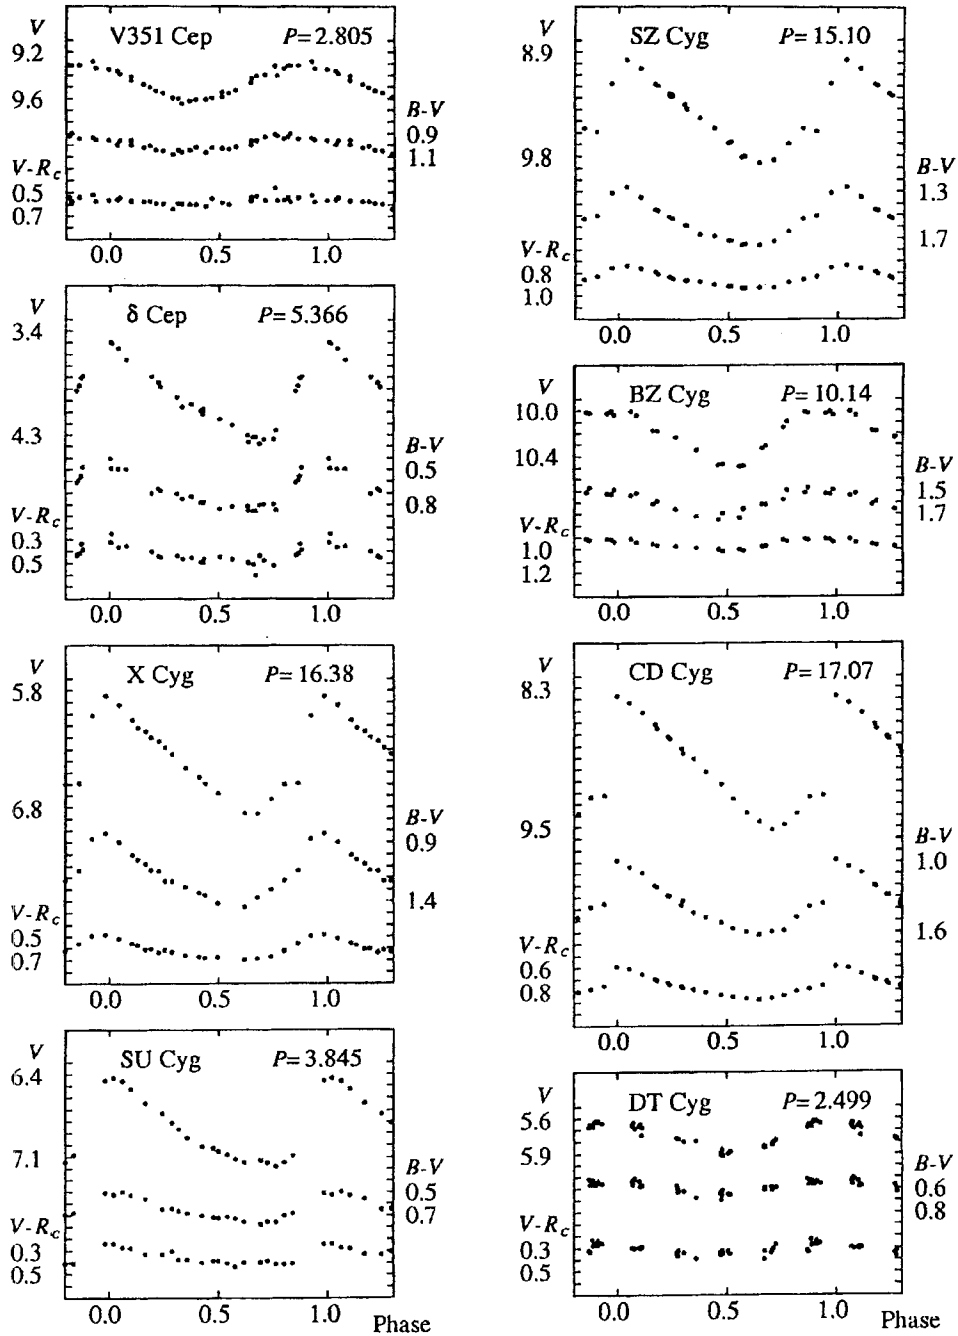 V
V351 Cep P=2.805
9.2
9.6
B-V
0.9
1.1
V-Rc
0.5
0.7
0.0 0.5 1.0
V
δ Cep P=5.366
3.4
4.3
B-V
0.5
0.8
V-Rc
0.3
0.5
0.0 0.5 1.0
V
X Cyg P=16.38
5.8
6.8
B-V
0.9
1.4
V-Rc
0.5
0.7
0.0 0.5 1.0
V
SU Cyg P=3.845
6.4
7.1
B-V
0.5
0.7
V-Rc
0.3
0.5
0.0 0.5 1.0 Phase
V
SZ Cyg P=15.10
8.9
9.8
B-V
1.3
1.7
V-Rc
0.8
1.0
0.0 0.5 1.0
V
BZ Cyg P=10.14
10.0
10.4
B-V
1.5
1.7
V-Rc
1.0
1.2
0.0 0.5 1.0
V
CD Cyg P=17.07
8.3
9.5
B-V
1.0
1.6
V-Rc
0.6
0.8
0.0 0.5 1.0
V
DT Cyg P=2.499
5.6
5.9
B-V
0.6
0.8
V-Rc
0.3
0.5
0.0 0.5 1.0 Phase